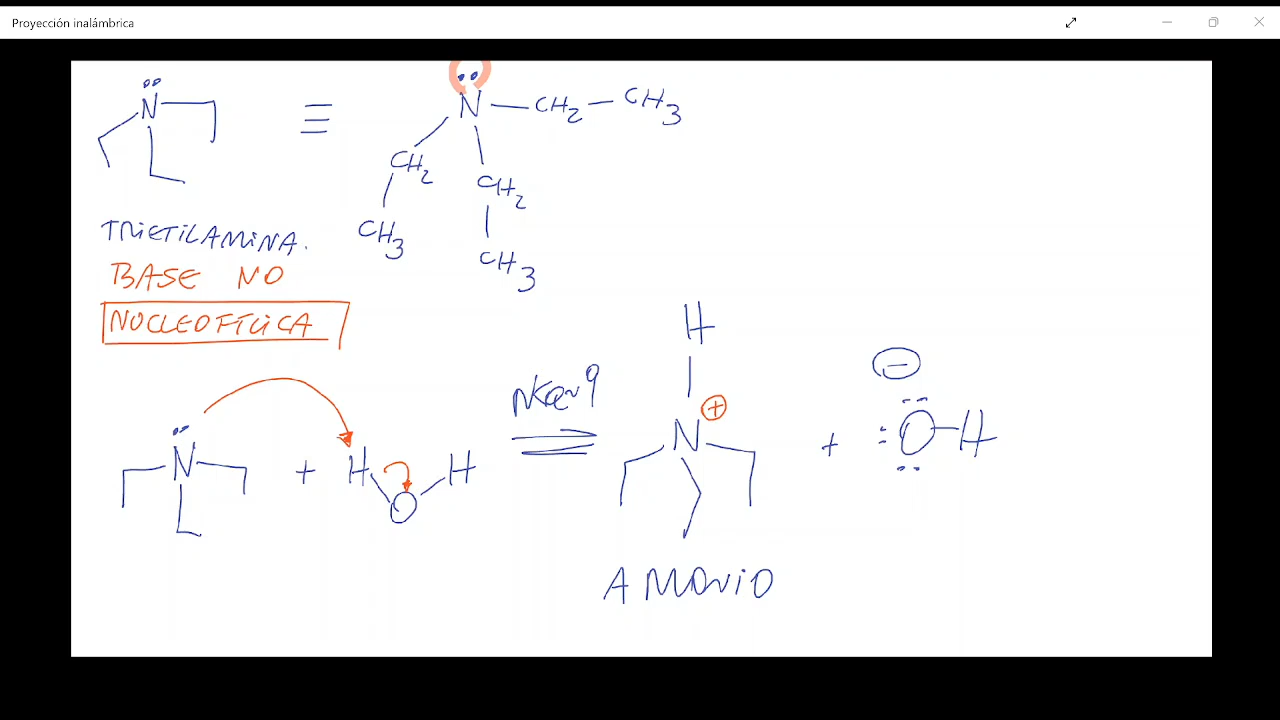 Proyección inalámbrica
N ≡ N — CH2 — CH3
CH2 CH2
CH3 CH3
TRIETILAMINA.
BASE NO
NUCLEOFÍLICA
H
N + H O H ⇌ N ⊕ + ⊖ :O–H
AMONIO